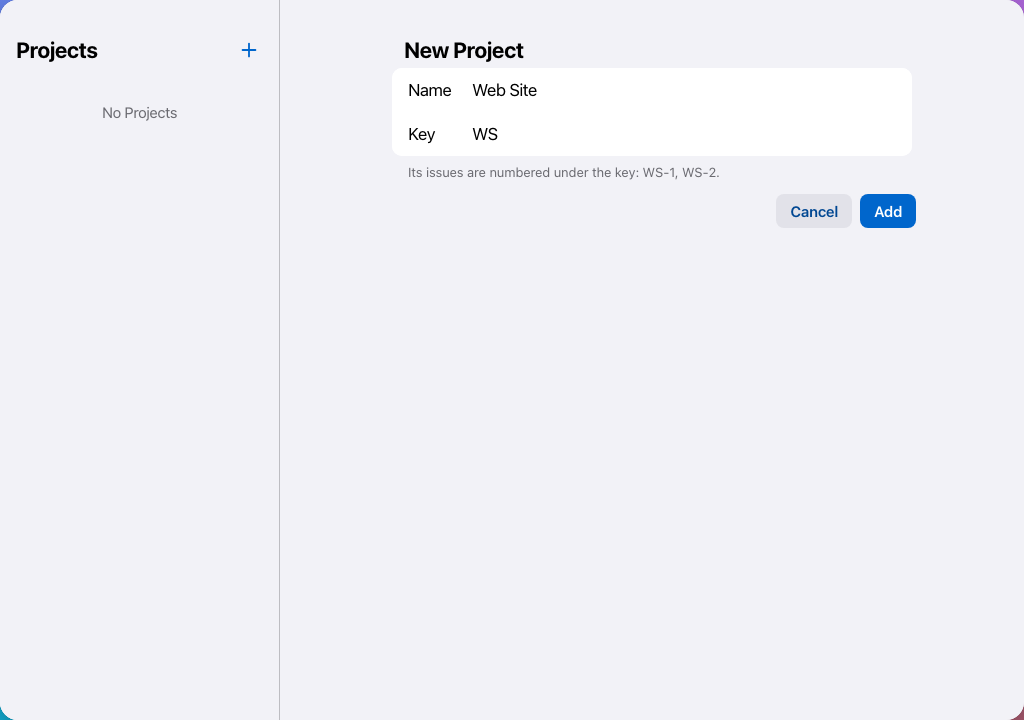 Projects
No Projects
New Project
Name Web Site
Key WS
Its issues are numbered under the key: WS-1, WS-2.
Cancel Add